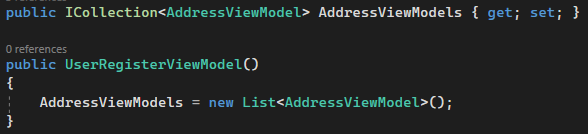 public ICollection<AddressViewModel> AddressViewModels { get; set; }
0 references
public UserRegisterViewModel()
{
AddressViewModels = new List<AddressViewModel>();
}